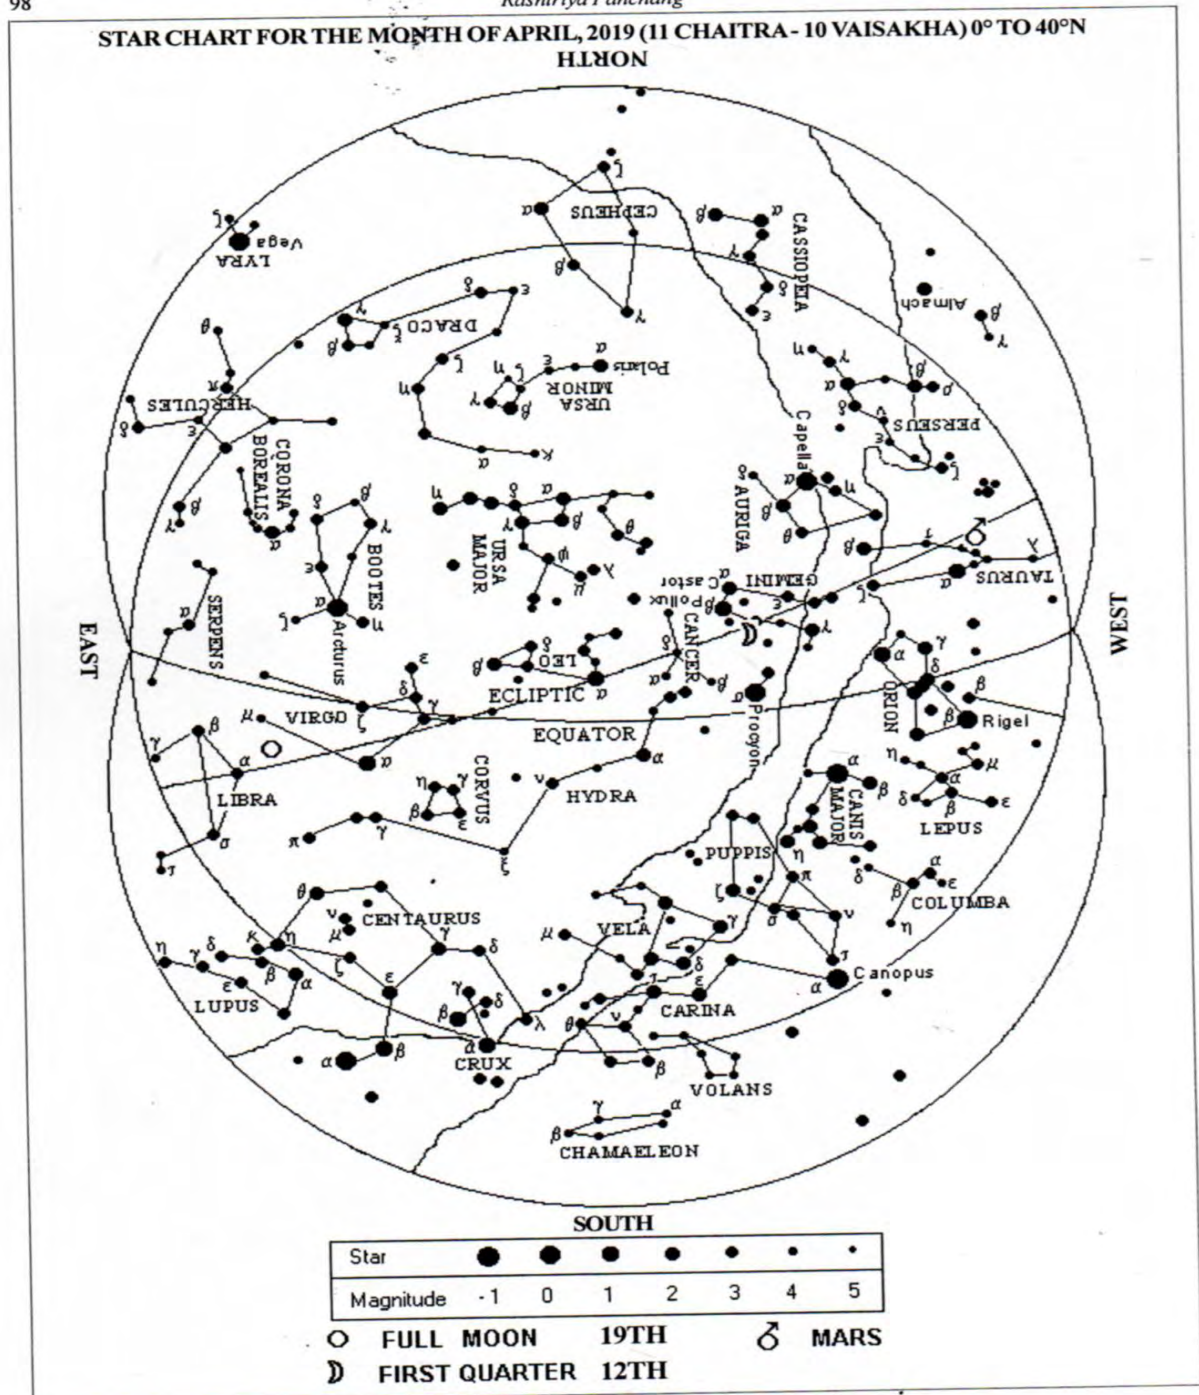 98
Rashtriya Panchang
STAR CHART FOR THE MONTH OF APRIL, 2019 (11 CHAITRA - 10 VAISAKHA) 0° TO 40°N
NORTH
ζ
α
CEPHEUS
β
α
CASSIOPEIA
ζ
Vega
LYRA
γ
β
δ
ε
γ
δ
ε
Almach
β
γ
γ
DRACO
ξ
β
θ
ζ
η
α
Polaris
ε
ζ
η
URSA
MINOR
γ
β
η
γ
α
β
ρ
δ
ν
PERSEUS
ε
ζ
π
HERCULES
δ
ε
β
γ
CORONA
BOREALIS
α
κ
α
Capella
α
η
δ
β
AURIGA
θ
δ
β
γ
BOOTES
ε
α
η
ζ
Arcturus
η
δ
α
γ
β
θ
URSA
MAJOR
ψ
λ
μ
β
τ
λ
TAURUS
α
ζ
α
Castor
GEMINI
Pollux
β
ε
γ
SERPENS
α
EAST
WEST
CANCER
δ
α
β
δ
β
LEO
α
ε
δ
γ
ECLIPTIC
VIRGO
ζ
α
EQUATOR
σ
Procyon
α
γ
δ
ORION
β
β
Rigel
μ
γ
β
α
LIBRA
σ
τ
CORVUS
η
γ
β
ε
ν
HYDRA
α
π
γ
ξ
α
β
CANIS
MAJOR
η
η
μ
α
δ
β
ε
LEPUS
PUPPIS
π
ζ
σ
ν
τ
δ
α
β
ε
COLUMBA
η
θ
ν
CENTAURUS
μ
κ
η
γ
δ
ζ
ε
λ
μ
VELA
γ
δ
α
Canopus
η
γ
δ
β
α
ε
LUPUS
γ
δ
β
α
CRUX
α
β
τ
ε
CARINA
θ
ν
β
VOLANS
γ
α
β
CHAMAELEON
SOUTH
Star
Magnitude -1 0 1 2 3 4 5
FULL MOON 19TH ♂ MARS
FIRST QUARTER 12TH